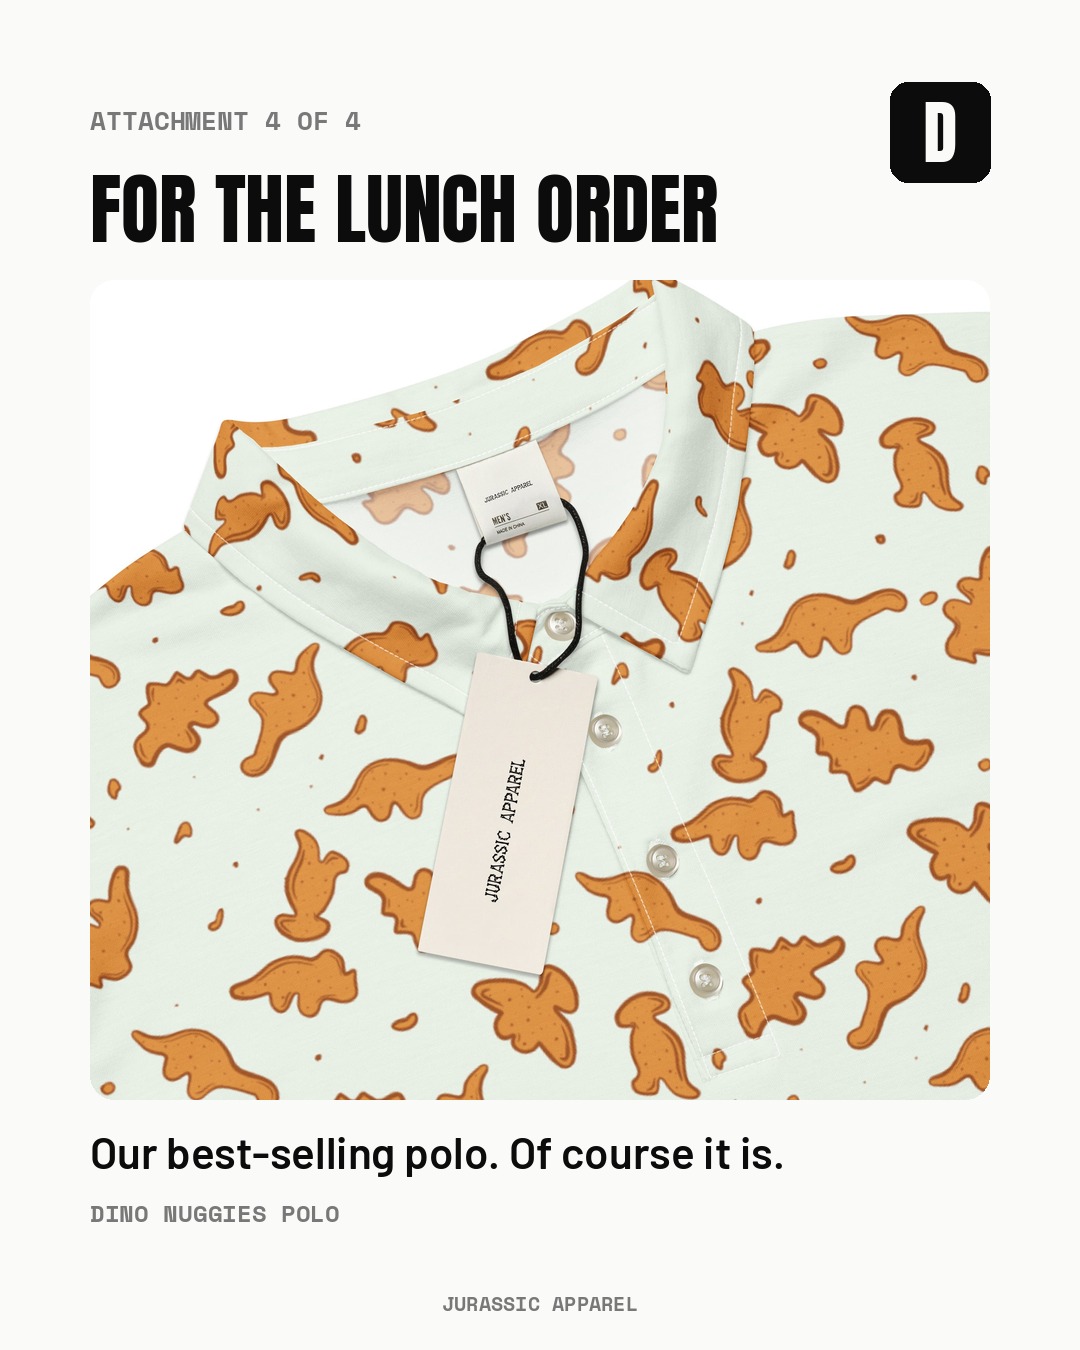 ATTACHMENT 4 OF 4
D
FOR THE LUNCH ORDER
JURASSIC APPAREL
MEN'S XL
MADE IN CHINA
JURASSIC APPAREL
Our best-selling polo. Of course it is.
DINO NUGGIES POLO
JURASSIC APPAREL